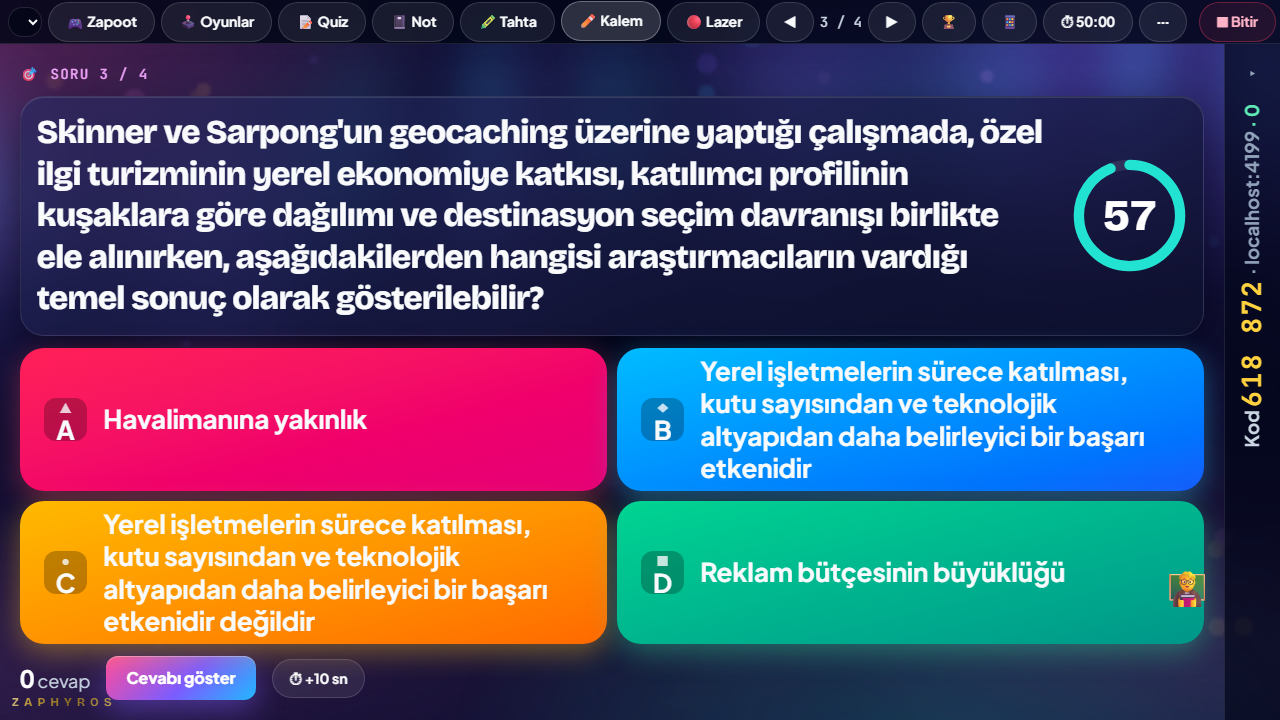 Zapoot
Oyunlar
Quiz
Not
Tahta
Kalem
Lazer
◀
3 / 4
▶
50:00
---
Bitir
SORU 3 / 4
Skinner ve Sarpong'un geocaching üzerine yaptığı çalışmada, özel
ilgi turizminin yerel ekonomiye katkısı, katılımcı profilinin
kuşaklara göre dağılımı ve destinasyon seçim davranışı birlikte
ele alınırken, aşağıdakilerden hangisi araştırmacıların vardığı
temel sonuç olarak gösterilebilir?
57
A
Havalimanına yakınlık
B
Yerel işletmelerin sürece katılması,
kutu sayısından ve teknolojik
altyapıdan daha belirleyici bir başarı
etkenidir
C
Yerel işletmelerin sürece katılması,
kutu sayısından ve teknolojik
altyapıdan daha belirleyici bir başarı
etkenidir değildir
D
Reklam bütçesinin büyüklüğü
0 cevap
Cevabı göster
+10 sn
ZAPHYROS
Kod 618 872 · localhost:4199 · 0